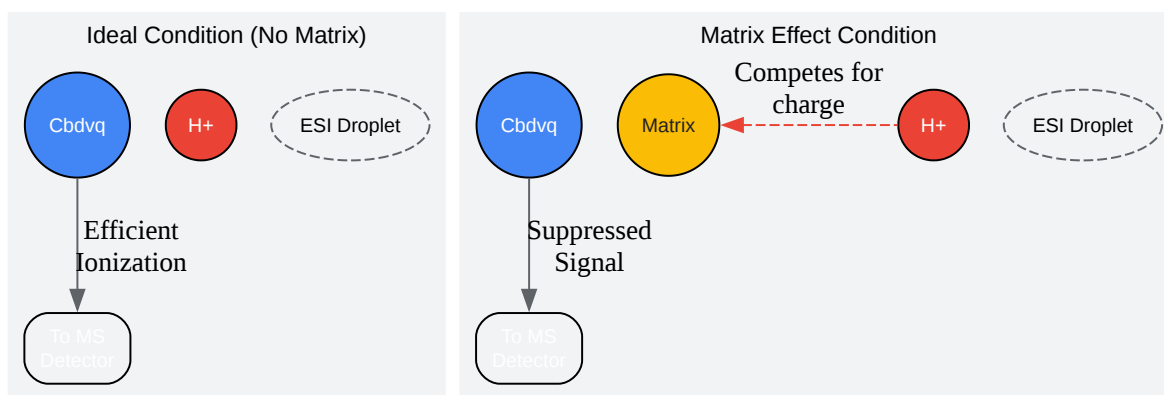 Ideal Condition (No Matrix)
Cbdvq
H+
ESI Droplet
Efficient
Ionization
To MS
Detector
Matrix Effect Condition
Cbdvq
Matrix
Competes for
charge
H+
ESI Droplet
Suppressed
Signal
To MS
Detector